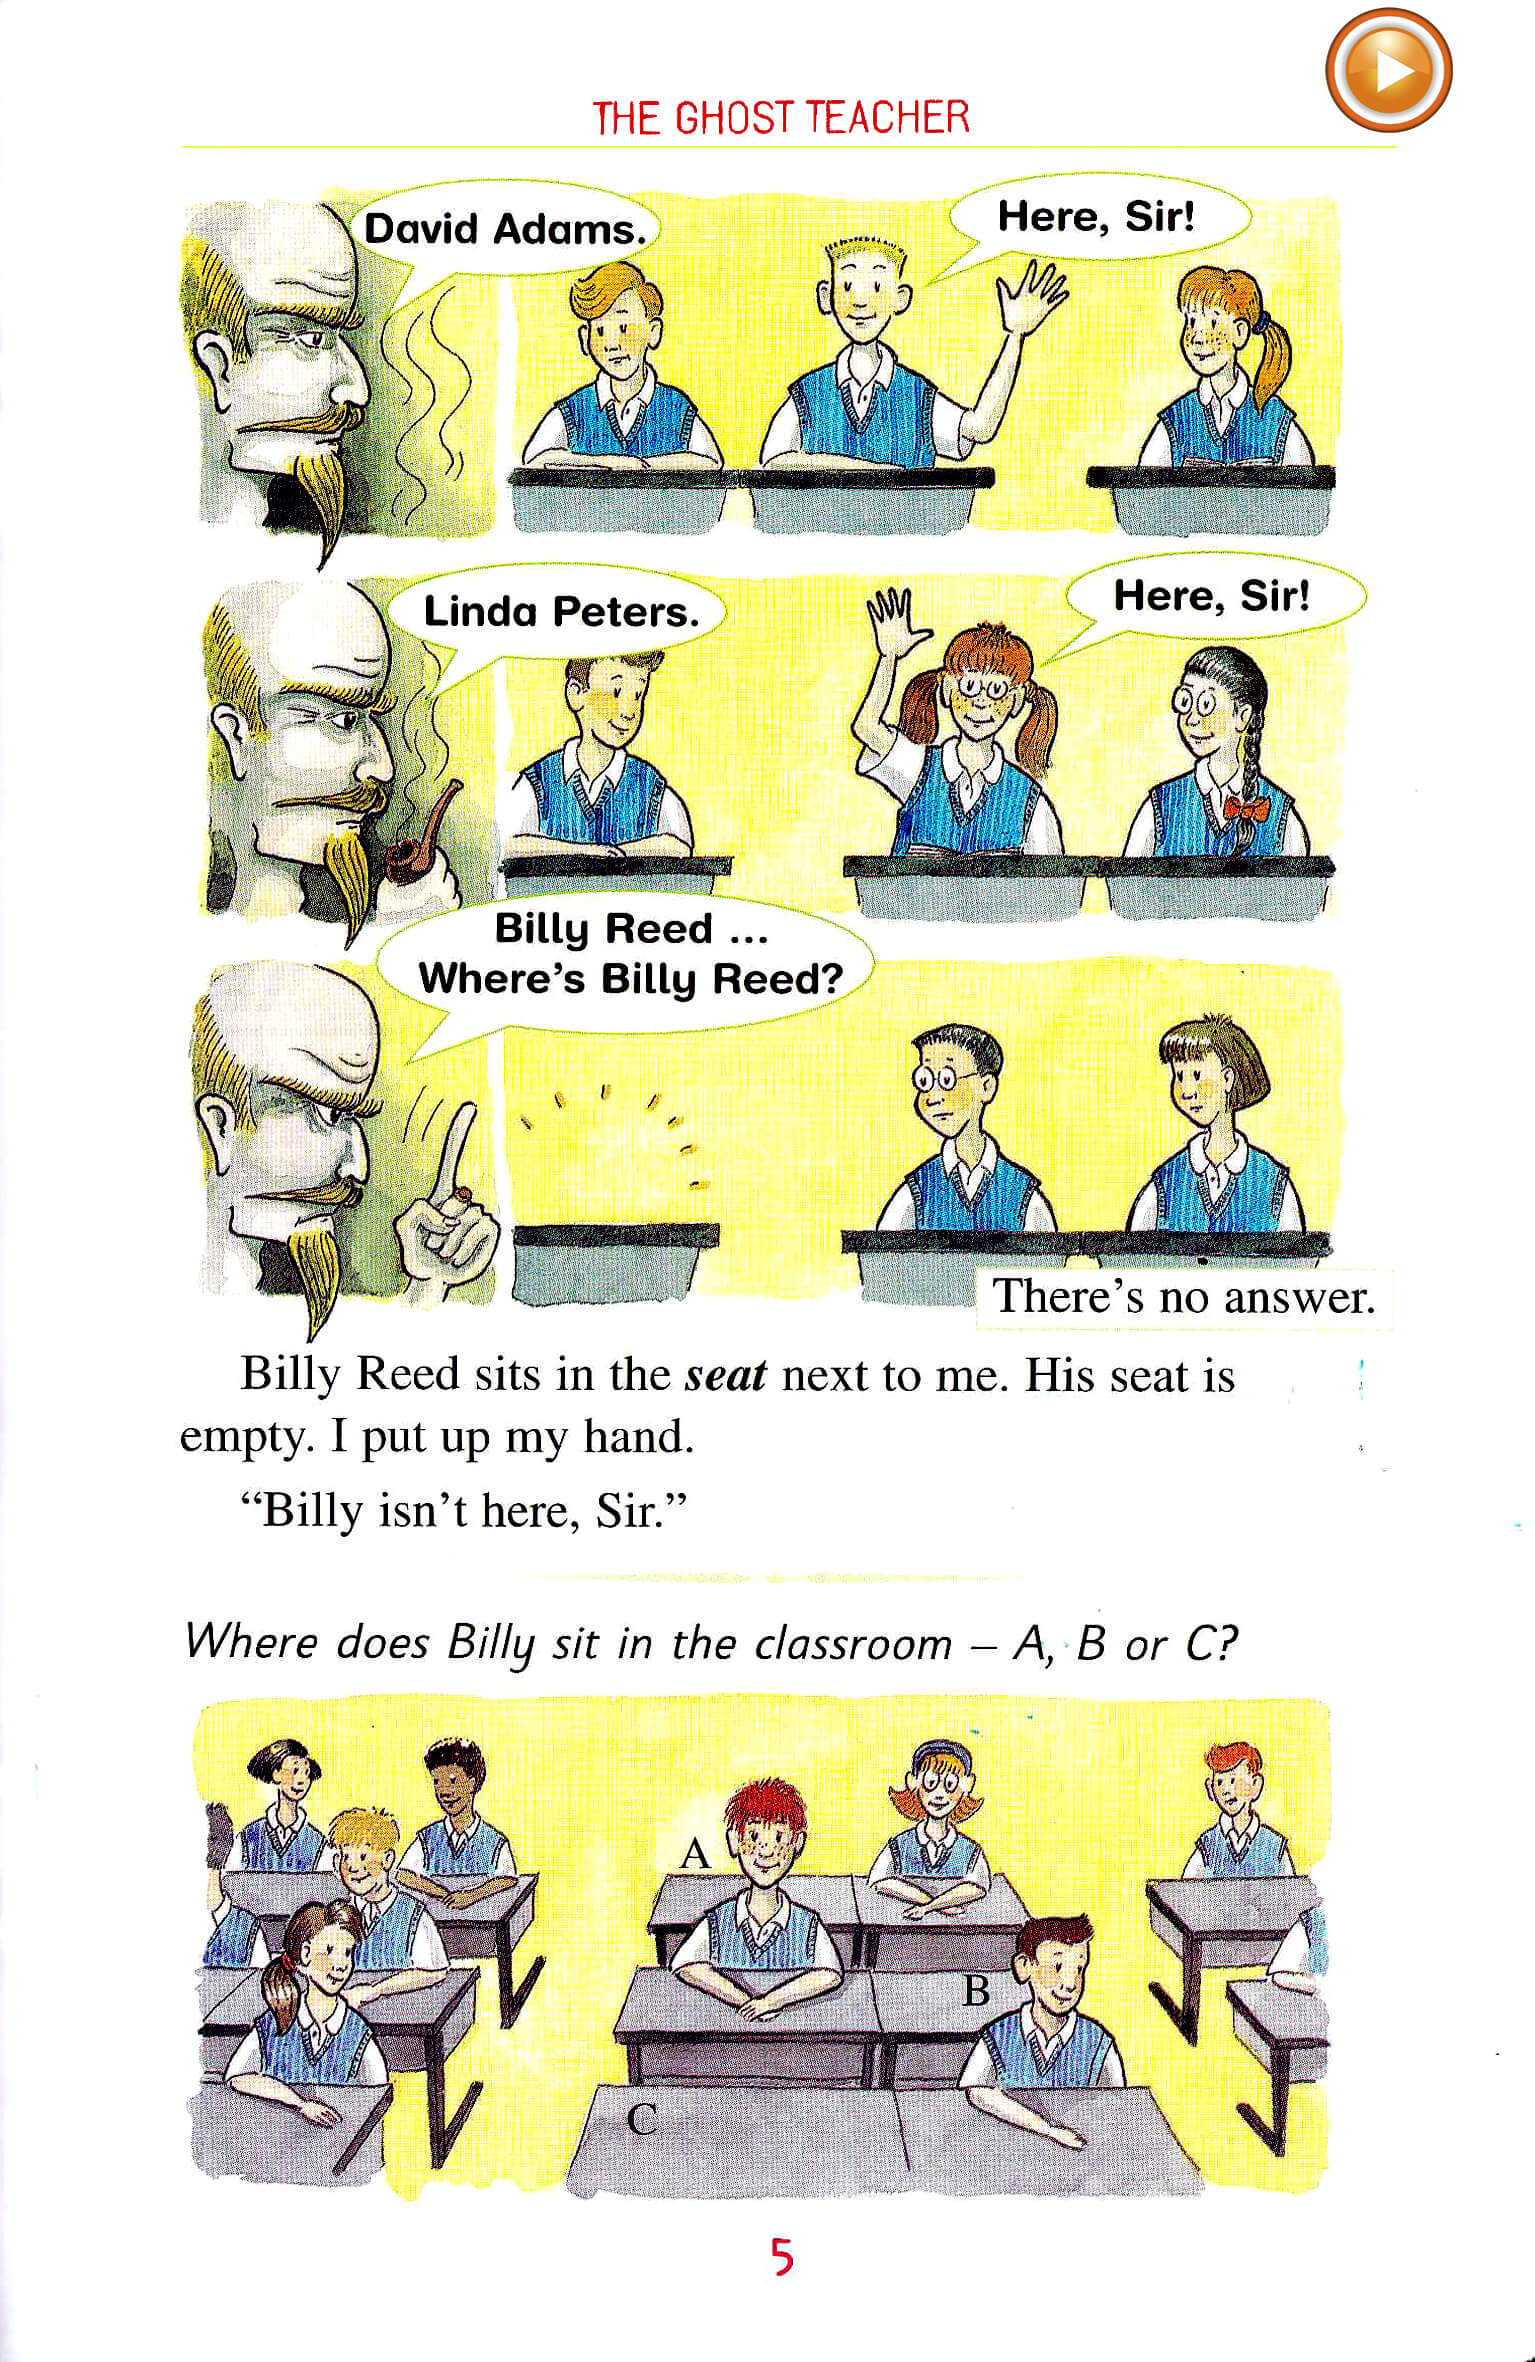 THE GHOST TEACHER
David Adams.
Here, Sir!
Linda Peters.
Here, Sir!
Billy Reed ...
Where's Billy Reed?
There's no answer.
Billy Reed sits in the seat next to me. His seat is
empty. I put up my hand.
“Billy isn't here, Sir.”
Where does Billy sit in the classroom – A, B or C?
A
B
C
5